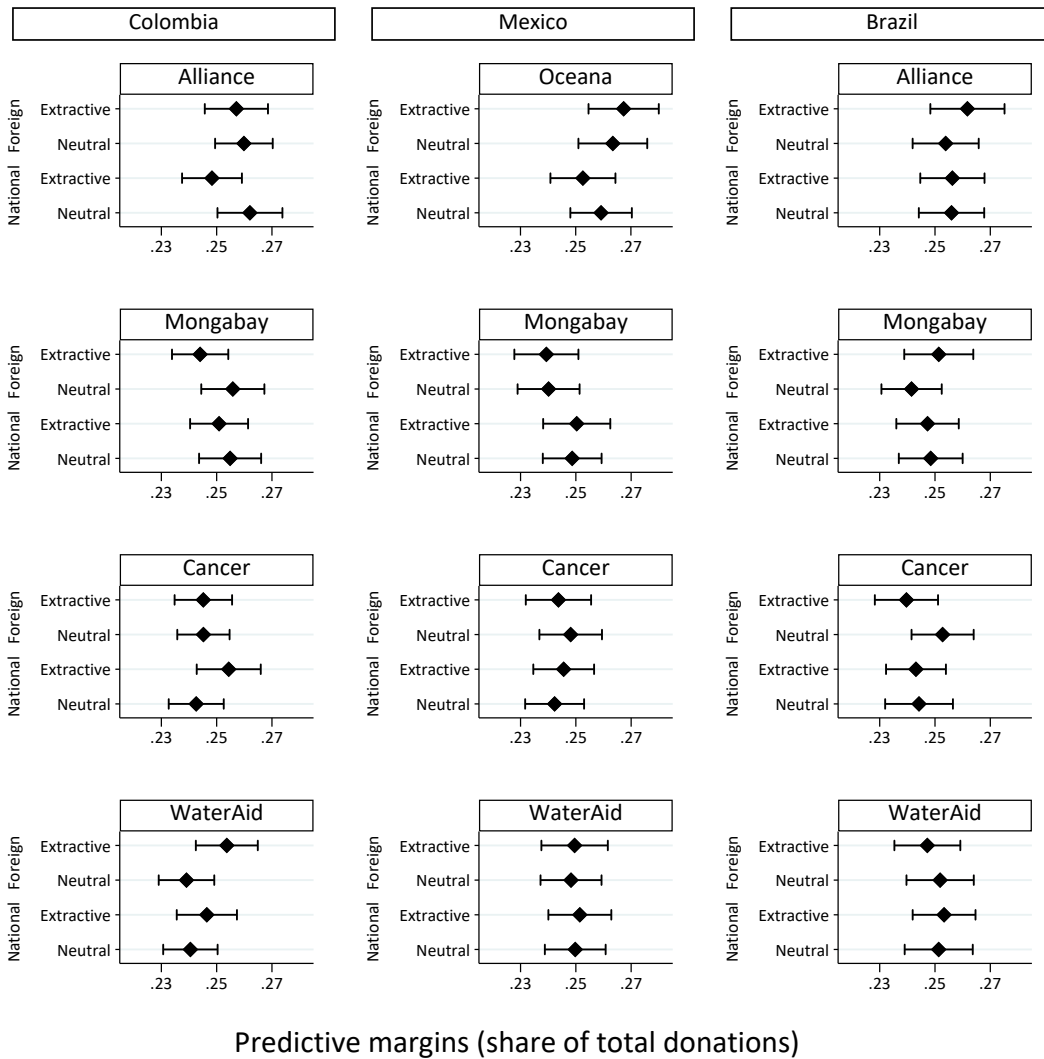 Colombia
Mexico
Brazil
Alliance
Foreign
Extractive
Neutral
National
Extractive
Neutral
.23 .25 .27
Oceana
.23 .25 .27
Alliance
Foreign
Extractive
Neutral
National
Extractive
Neutral
.23 .25 .27
Mongabay
Foreign
Extractive
Neutral
National
Extractive
Neutral
.23 .25 .27
Mongabay
Foreign
Extractive
Neutral
National
Extractive
Neutral
.23 .25 .27
Mongabay
Foreign
Extractive
Neutral
National
Extractive
Neutral
.23 .25 .27
Cancer
Foreign
Extractive
Neutral
National
Extractive
Neutral
.23 .25 .27
Cancer
Foreign
Extractive
Neutral
National
Extractive
Neutral
.23 .25 .27
Cancer
Foreign
Extractive
Neutral
National
Extractive
Neutral
.23 .25 .27
WaterAid
Foreign
Extractive
Neutral
National
Extractive
Neutral
.23 .25 .27
WaterAid
Foreign
Extractive
Neutral
National
Extractive
Neutral
.23 .25 .27
WaterAid
Foreign
Extractive
Neutral
National
Extractive
Neutral
.23 .25 .27
Predictive margins (share of total donations)